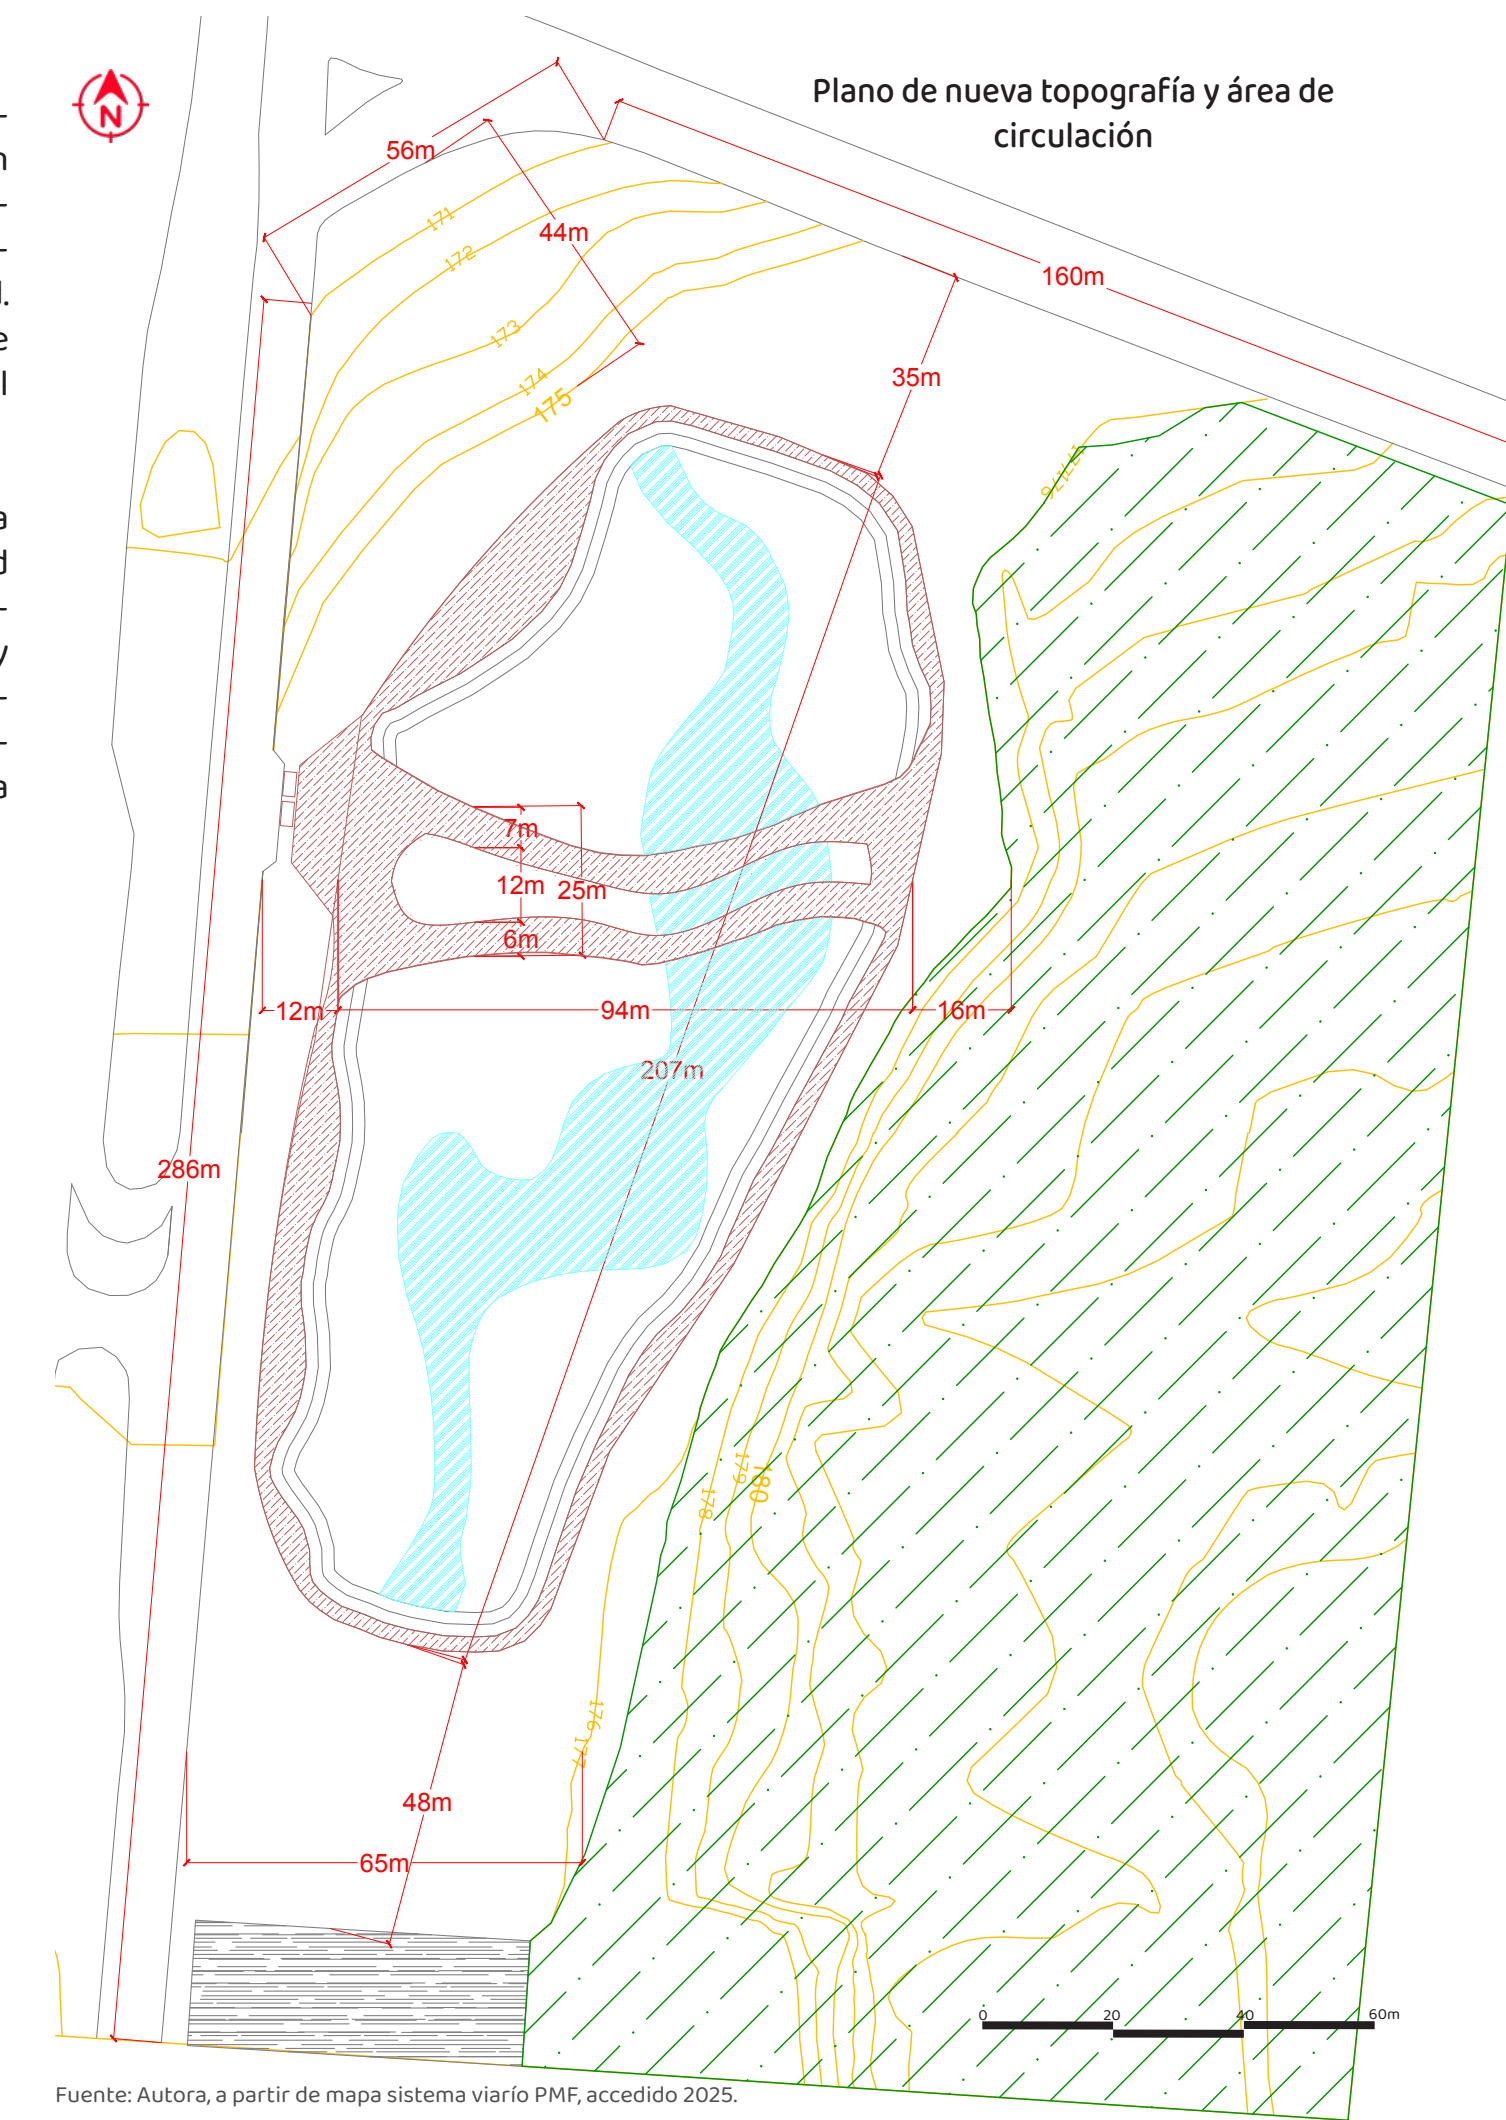 Plano de nueva topografía y área de
circulación
N
56m
171
44m
172
160m
173
35m
174
175
177
176
7m
12m
25m
6m
12m
94m
16m
207m
286m
179
180
178
176
177
48m
65m
0
20
40
60m
Fuente: Autora, a partir de mapa sistema viarío PMF, accedido 2025.